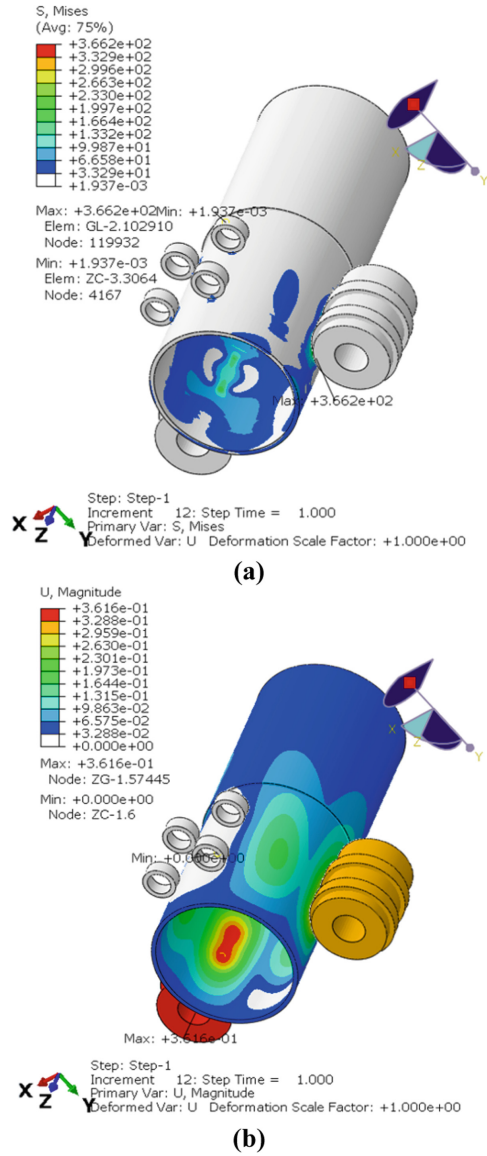 S, Mises
(Avg: 75%)
+3.662e+02
+3.329e+02
+2.996e+02
+2.663e+02
+2.330e+02
+1.997e+02
+1.664e+02
+1.332e+02
+9.987e+01
+6.658e+01
+3.329e+01
+1.937e-03
Max: +3.662e+02
Elem: GL-2.102910
Node: 119932
Min: +1.937e-03
Elem: ZC-3.3064
Node: 4167
Min: +1.937e-03
Max: +3.662e+02
X Z Y
X Z Y
Step: Step-1
Increment 12: Step Time = 1.000
Primary Var: S, Mises
Deformed Var: U Deformation Scale Factor: +1.000e+00
(a)
U, Magnitude
+3.616e-01
+3.288e-01
+2.959e-01
+2.630e-01
+2.301e-01
+1.973e-01
+1.644e-01
+1.315e-01
+9.863e-02
+6.575e-02
+3.288e-02
+0.000e+00
Max: +3.616e-01
Node: ZG-1.57445
Min: +0.000e+00
Node: ZC-1.6
Min: +0.000e+00
Max: +3.616e-01
X Z Y
X Z Y
Step: Step-1
Increment 12: Step Time = 1.000
Primary Var: U, Magnitude
Deformed Var: U Deformation Scale Factor: +1.000e+00
(b)